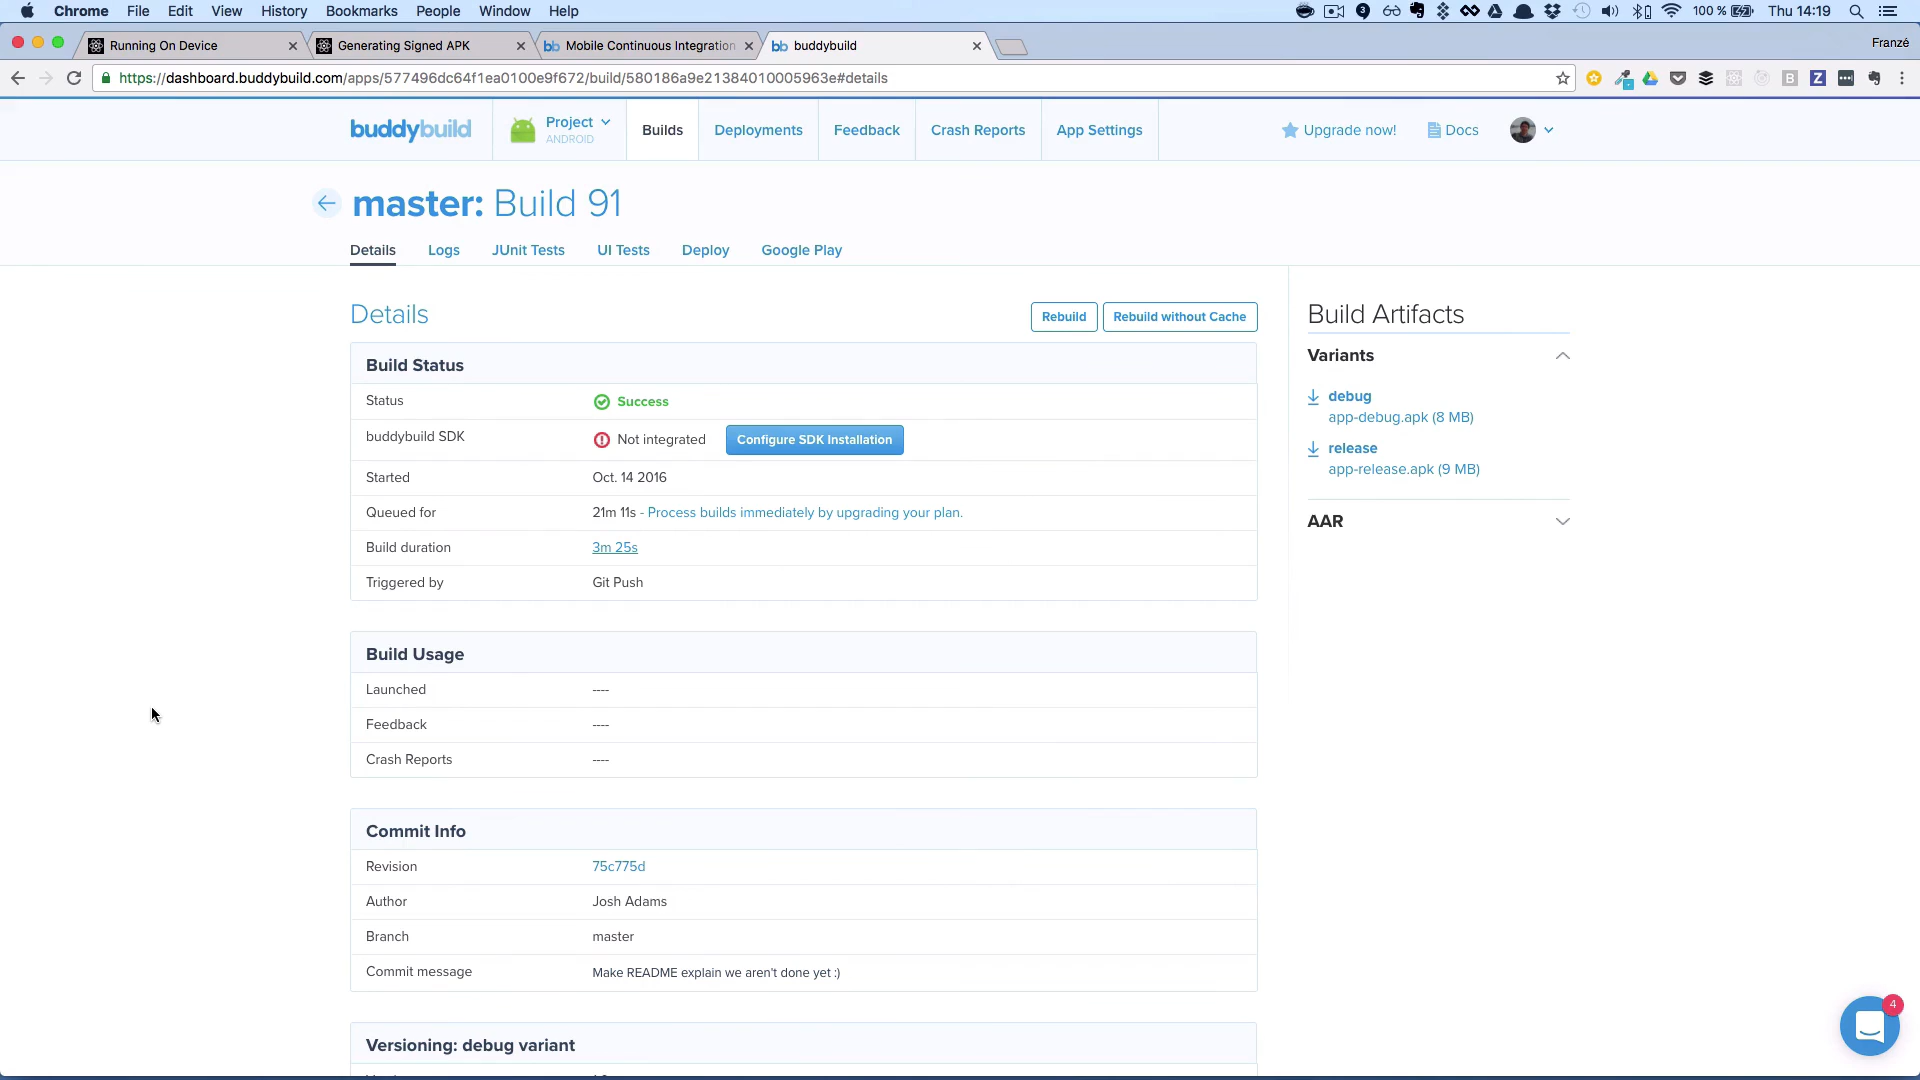 Chrome File Edit View History Bookmarks People Window Help
3
100 %
Thu 14:19
Running On Device
Generating Signed APK
bb Mobile Continuous Integration
bb buddybuild
Franzé
https://dashboard.buddybuild.com/apps/577496dc64f1ea0100e9f672/build/580186a9e21384010005963e#details
B
Z
buddybuild
Project
ANDROID
Builds
Deployments
Feedback
Crash Reports
App Settings
Upgrade now!
Docs
master: Build 91
Details
Logs
JUnit Tests
UI Tests
Deploy
Google Play
Details
Rebuild
Rebuild without Cache
Build Status
Status Success
buddybuild SDK Not integrated Configure SDK Installation
Started Oct. 14 2016
Queued for 21m 11s - Process builds immediately by upgrading your plan.
Build duration 3m 25s
Triggered by Git Push
Build Usage
Launched ----
Feedback ----
Crash Reports ----
Commit Info
Revision 75c775d
Author Josh Adams
Branch master
Commit message Make README explain we aren't done yet :)
Versioning: debug variant
Build Artifacts
Variants
debug
app-debug.apk (8 MB)
release
app-release.apk (9 MB)
AAR
4